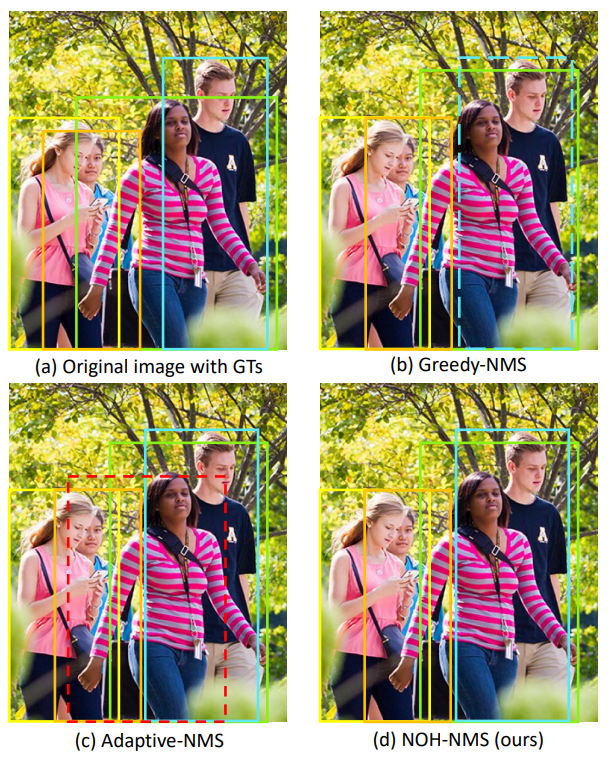 A
A
(a) Original image with GTs
(b) Greedy-NMS
A
A
(c) Adaptive-NMS
(d) NOH-NMS (ours)